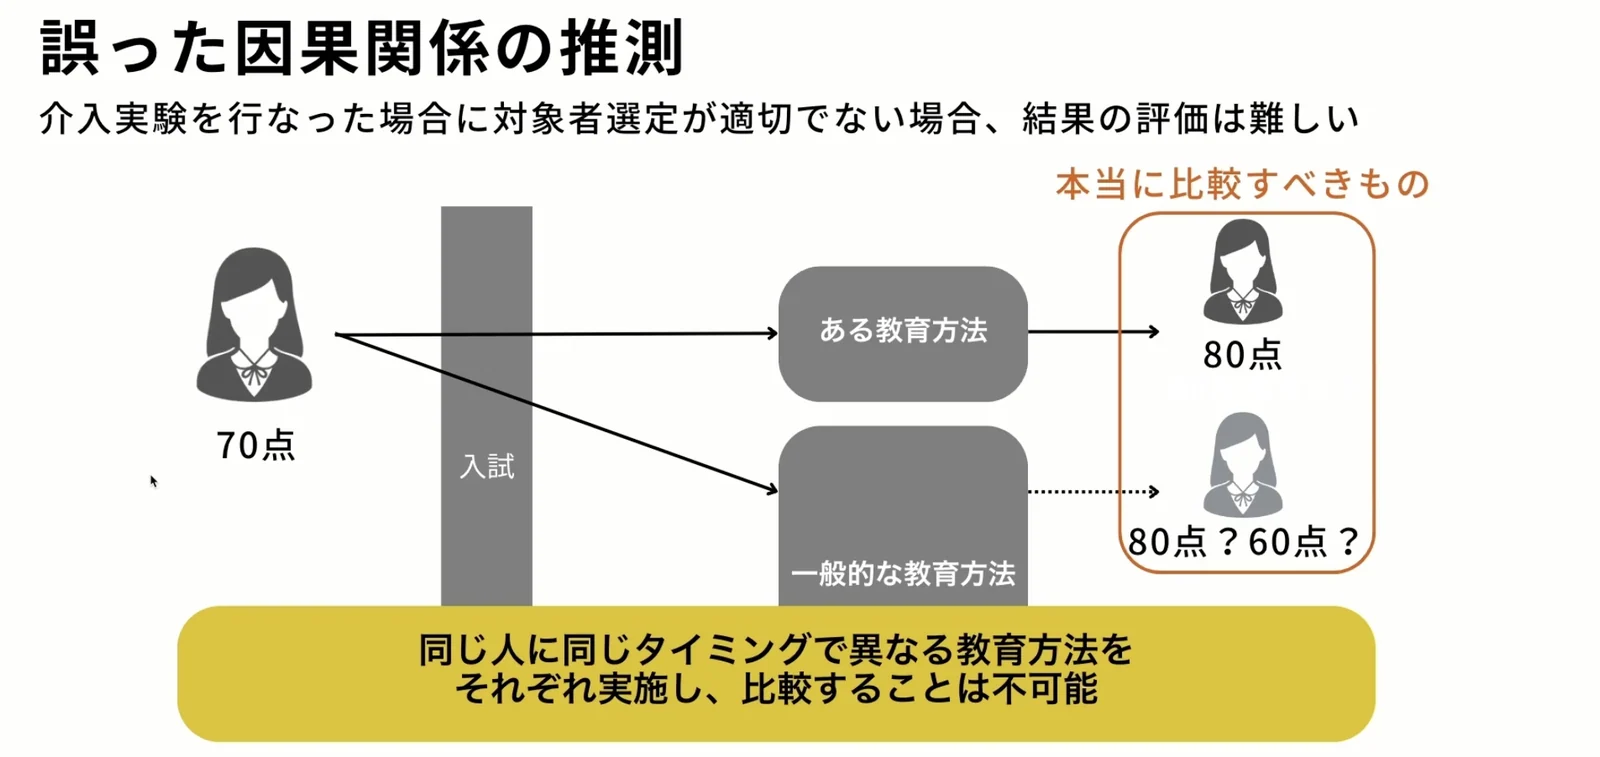 誤った因果関係の推測
介入実験を行なった場合に対象者選定が適切でない場合、結果の評価は難しい
本当に比較すべきもの
ある教育方法
80点
70点
入試
80点？60点？
一般的な教育方法
同じ人に同じタイミングで異なる教育方法を
それぞれ実施し、比較することは不可能